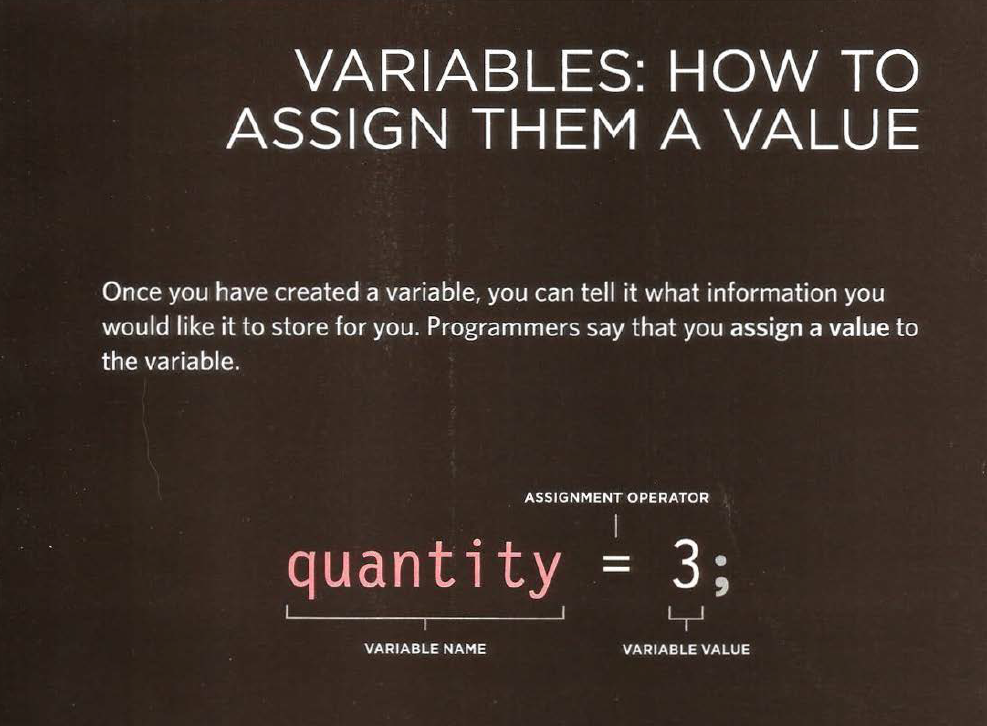 VARIABLES: HOW TO
ASSIGN THEM A VALUE
Once you have created a variable, you can tell it what information you
would like it to store for you. Programmers say that you assign a value to
the variable.
ASSIGNMENT OPERATOR
quantity = 3;
VARIABLE NAME
VARIABLE VALUE